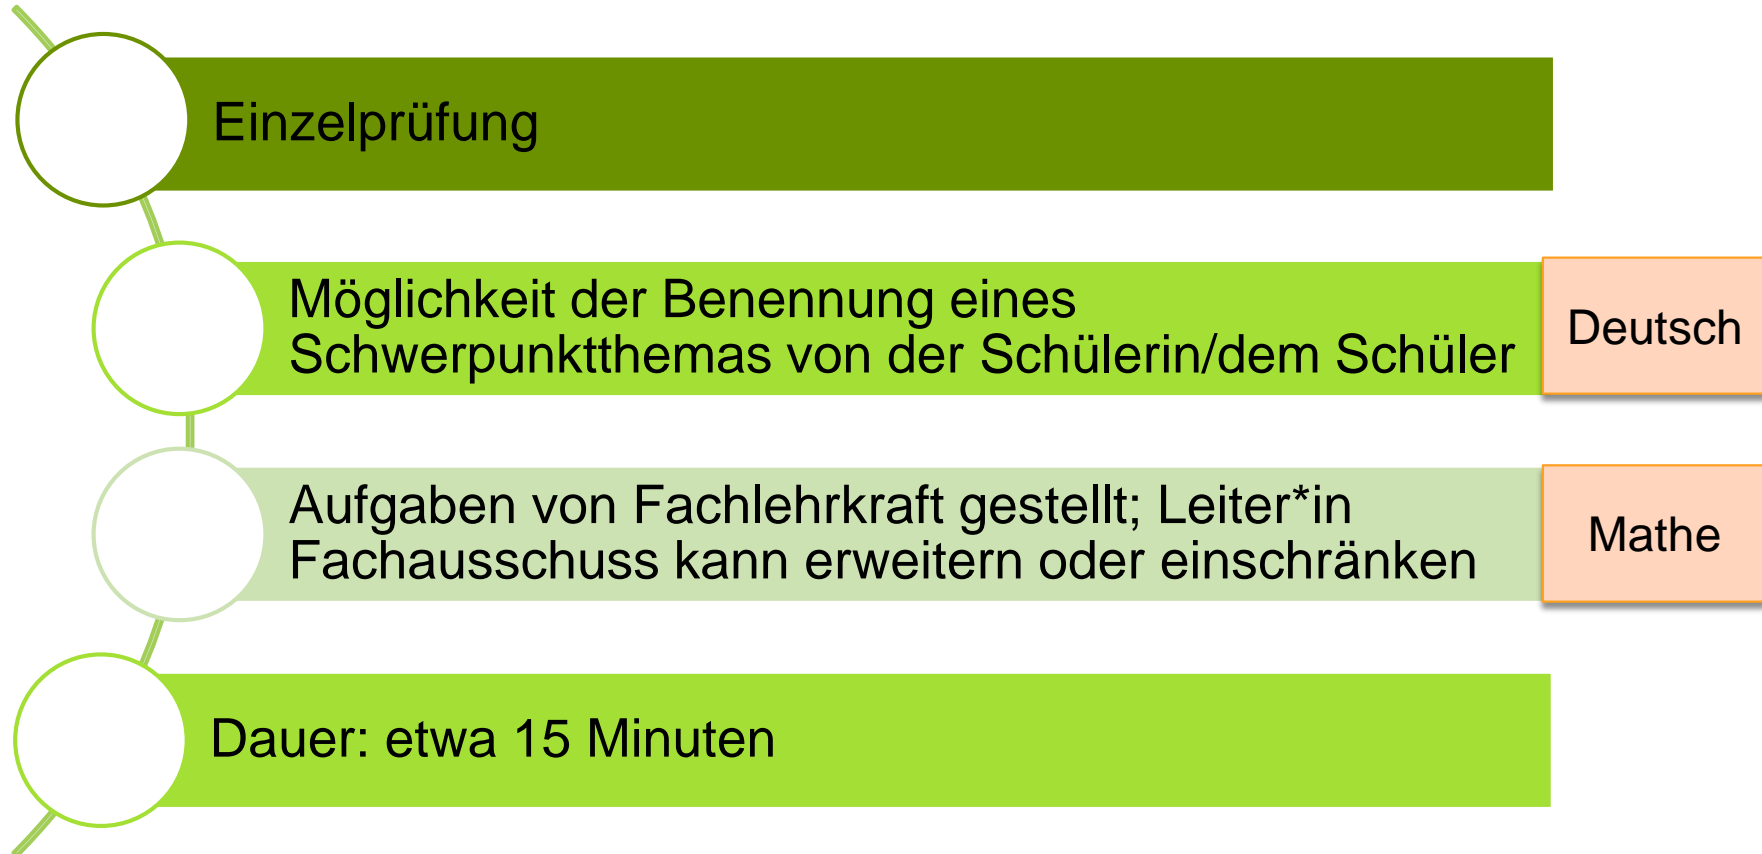 Einzelprüfung
Möglichkeit der Benennung eines
Schwerpunktthemas von der Schülerin/dem Schüler
Deutsch
Aufgaben von Fachlehrkraft gestellt; Leiter*in
Fachausschuss kann erweitern oder einschränken
Mathe
Dauer: etwa 15 Minuten